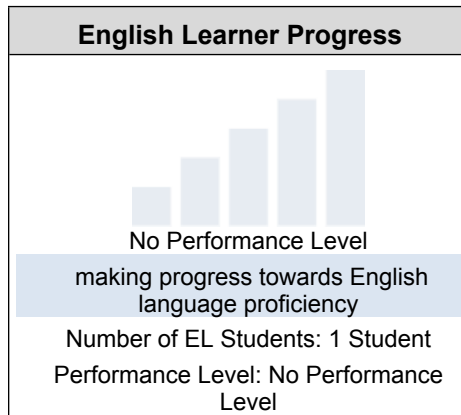 English Learner Progress
No Performance Level
making progress towards English
language proficiency
Number of EL Students: 1 Student
Performance Level: No Performance
Level